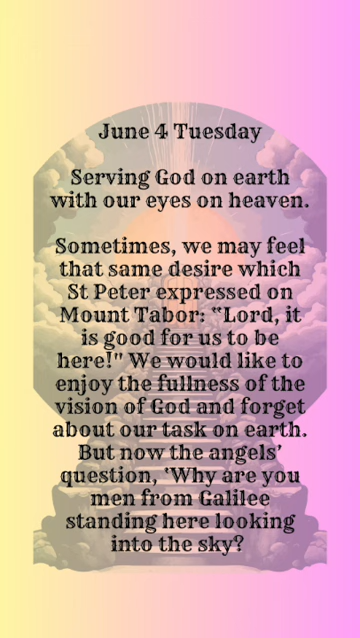 June 4 Tuesday
Serving God on earth
with our eyes on heaven.
Sometimes, we may feel
that same desire which
St Peter expressed on
Mount Tabor: "Lord, it
is good for us to be
here!" We would like to
enjoy the fullness of the
vision of God and forget
about our task on earth.
But now the angels'
question, 'Why are you
men from Galilee
standing here looking
into the sky?